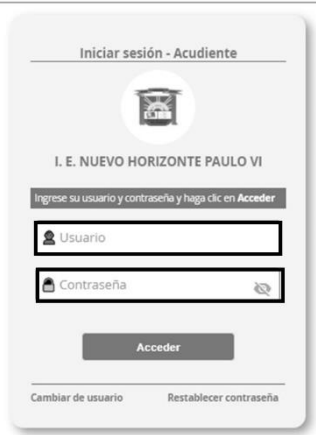 Iniciar sesión - Acudiente
I. E. NUEVO HORIZONTE PAULO VI
Ingrese su usuario y contraseña y haga clic en Acceder
Usuario
Contraseña
Acceder
Cambiar de usuario Restablecer contraseña